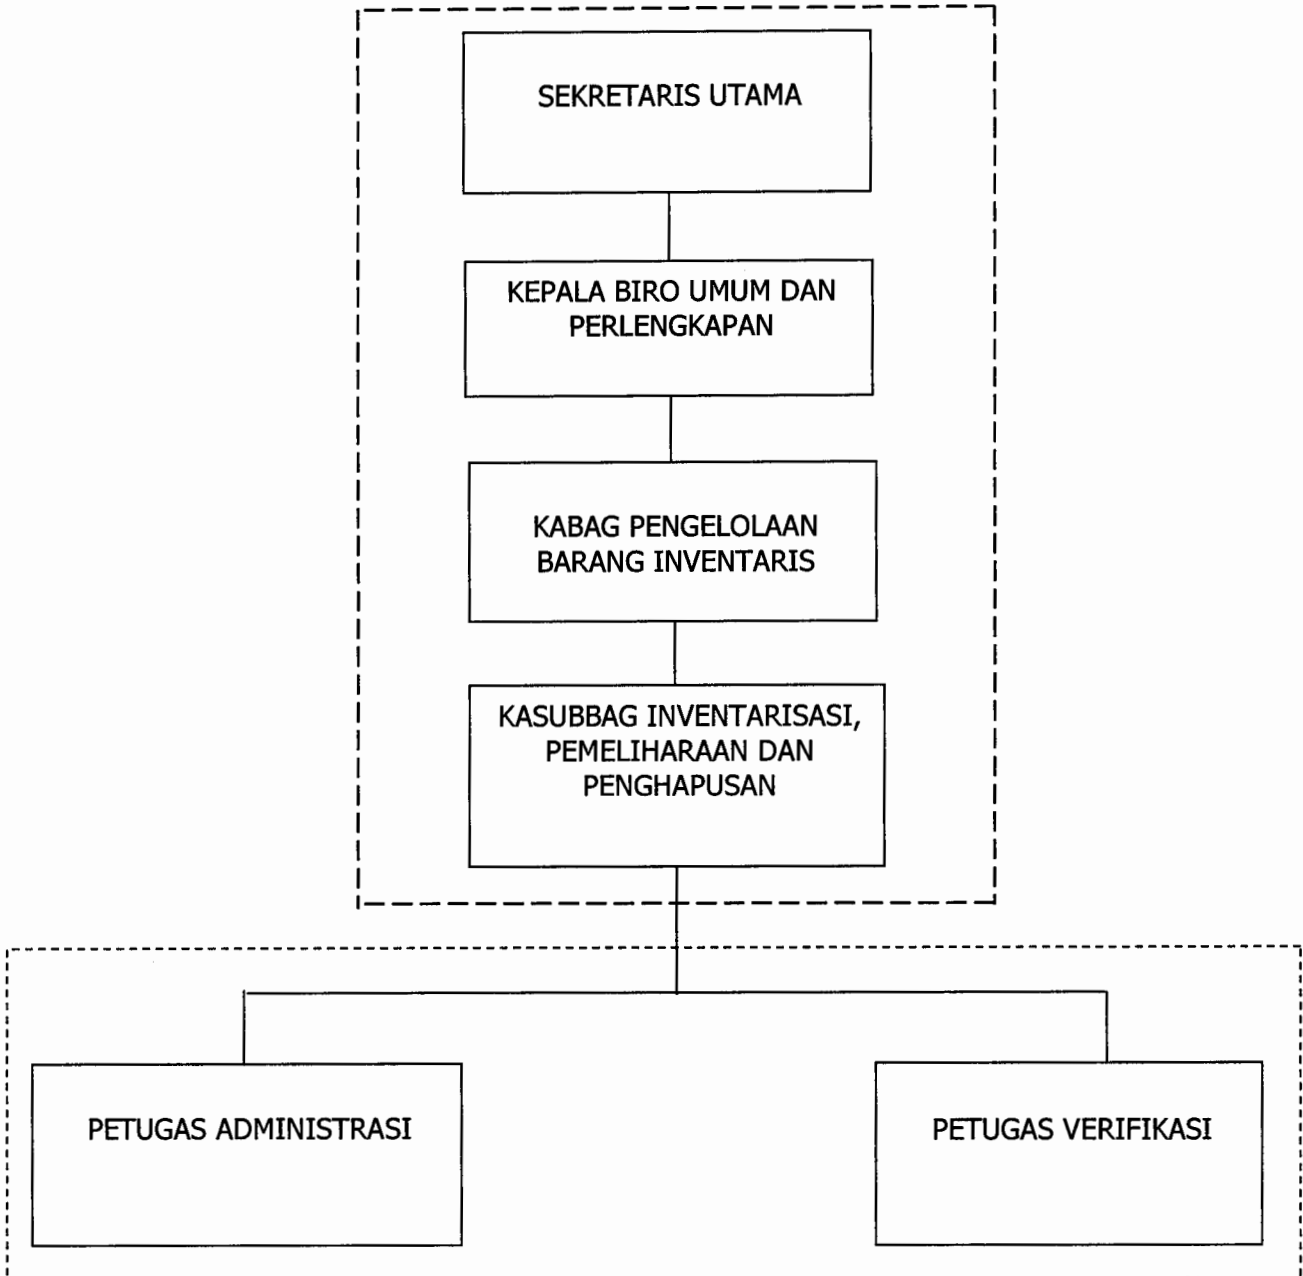 SEKRETARIS UTAMA
KEPALA BIRO UMUM DAN
PERLENGKAPAN
KABAG PENGELOLAAN
BARANG INVENTARIS
KASUBBAG INVENTARISASI,
PEMELIHARAAN DAN
PENGHAPUSAN
PETUGAS ADMINISTRASI
PETUGAS VERIFIKASI